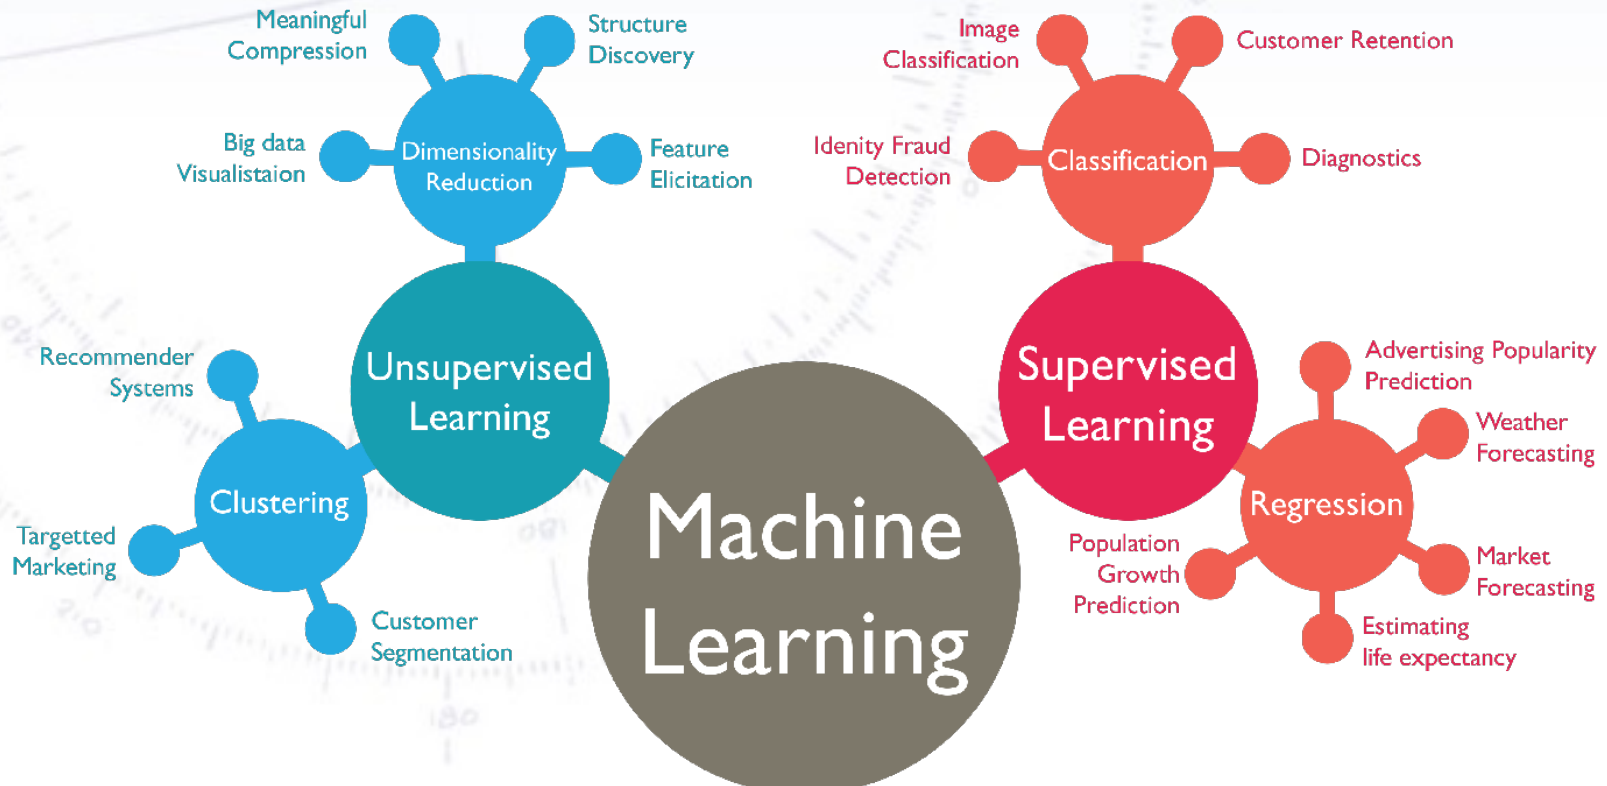 Meaningful
Compression
Structure
Discovery
Big data
Visualistaion
Dimensionality
Reduction
Feature
Elicitation
Image
Classification
Customer Retention
Idenity Fraud
Detection
Classification
Diagnostics
Recommender
Systems
Unsupervised
Learning
Clustering
Targetted
Marketing
Customer
Segmentation
Machine
Learning
Supervised
Learning
Advertising Popularity
Prediction
Weather
Forecasting
Regression
Population
Growth
Prediction
Market
Forecasting
Estimating
life expectancy
180